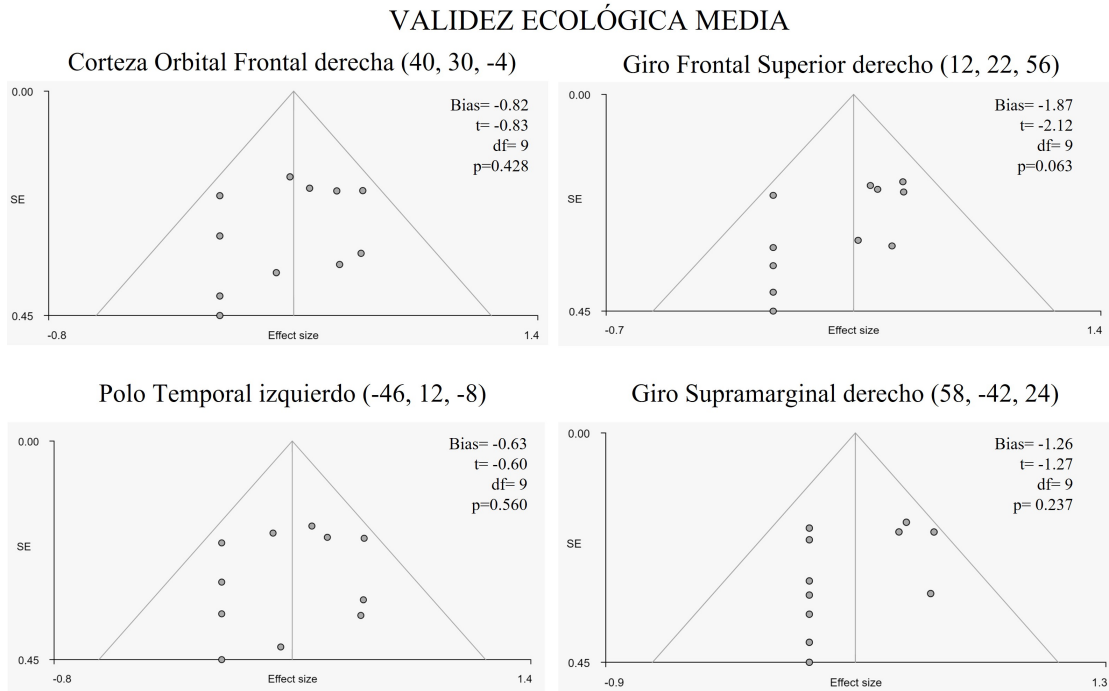 VALIDEZ ECOLÓGICA MEDIA
Corteza Orbital Frontal derecha (40, 30, -4)
0.00
Bias= -0.82
t= -0.83
df= 9
p=0.428
SE
0.45
-0.8
Effect size
1.4
Giro Frontal Superior derecho (12, 22, 56)
0.00
Bias= -1.87
t= -2.12
df= 9
p=0.063
SE
0.45
-0.7
Effect size
1.4
Polo Temporal izquierdo (-46, 12, -8)
0.00
Bias= -0.63
t= -0.60
df= 9
p=0.560
SE
0.45
-0.8
Effect size
1.4
Giro Supramarginal derecho (58, -42, 24)
0.00
Bias= -1.26
t= -1.27
df= 9
p= 0.237
SE
0.45
-0.9
Effect size
1.3